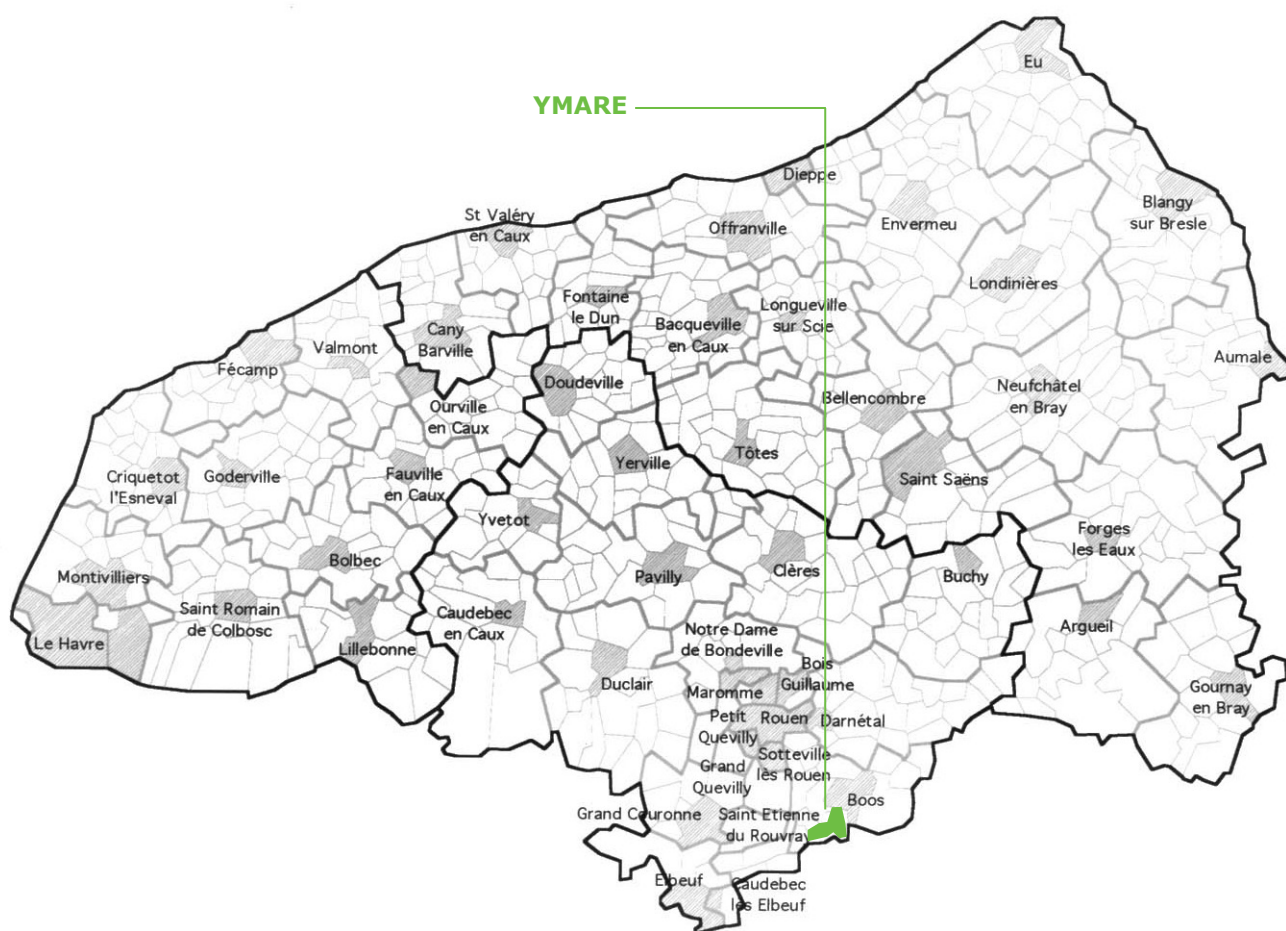 Eu
YMARE
Dieppe
Blangy
sur Bresle
St Valéry
en Caux
Offranville
Envermeu
Londinières
Fontaine
le Dun
Longueville
sur Scie
Bacqueville
en Caux
Cany
Barville
Valmont
Fécamp
Aumale
Doudeville
Neufchâtel
en Bray
Bellencombre
Ourville
en Caux
Tôtes
Yerville
Saint Saëns
Criquetot
l'Esneval
Goderville
Fauville
en Caux
Yvetot
Forges
les Eaux
Bolbec
Montivilliers
Pavilly
Clères
Buchy
Saint Romain
de Colbosc
Caudebec
en Caux
Argueil
Le Havre
Lillebonne
Notre Dame
de Bondeville
Bois
Guillaume
Duclair
Maromme
Gournay
en Bray
Petit
Quevilly
Rouen
Darnétal
Sotteville
lès Rouen
Grand
Quevilly
Boos
Grand Couronne
Saint Etienne
du Rouvray
Elbeuf
Caudebec
les Elbeuf